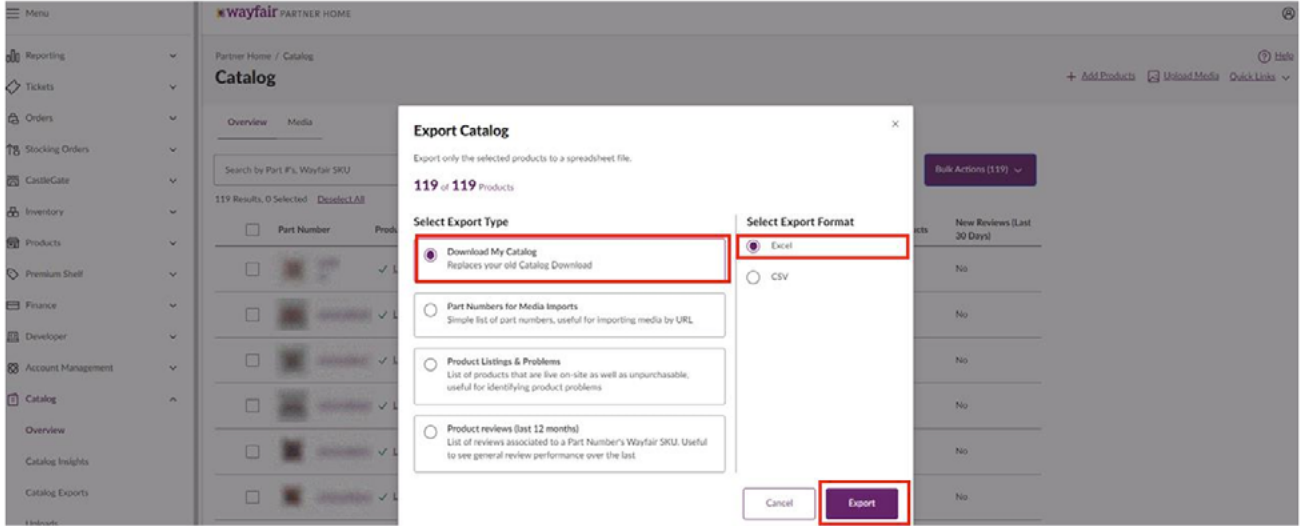 Menu
wayfair PARTNER HOME
Reporting
Tickets
Orders
Stocking Orders
CastleGate
Inventory
Products
Premium Shelf
Finance
Developer
Account Management
Catalog
Overview
Catalog Insights
Catalog Exports
Uploads
Partner Home / Catalog
Help
Catalog
+ Add Products Upload Media Quick Links
Overview Media
Search by Part #'s, Wayfair SKU
Bulk Actions (119)
119 Results, 0 Selected Deselect All
Part Number
New Reviews (Last
30 Days)
No
No
No
No
No
No
Export Catalog
×
Export only the selected products to a spreadsheet file.
119 of 119 Products
Select Export Type
Download My Catalog
Replaces your old Catalog Download
Part Numbers for Media Imports
Simple list of part numbers, useful for importing media by URL
Product Listings & Problems
List of products that are live on-site as well as unpurchasable,
useful for identifying product problems
Product reviews (last 12 months)
List of reviews associated to a Part Number's Wayfair SKU. Useful
to see general review performance over the last
Select Export Format
Excel
CSV
Cancel
Export